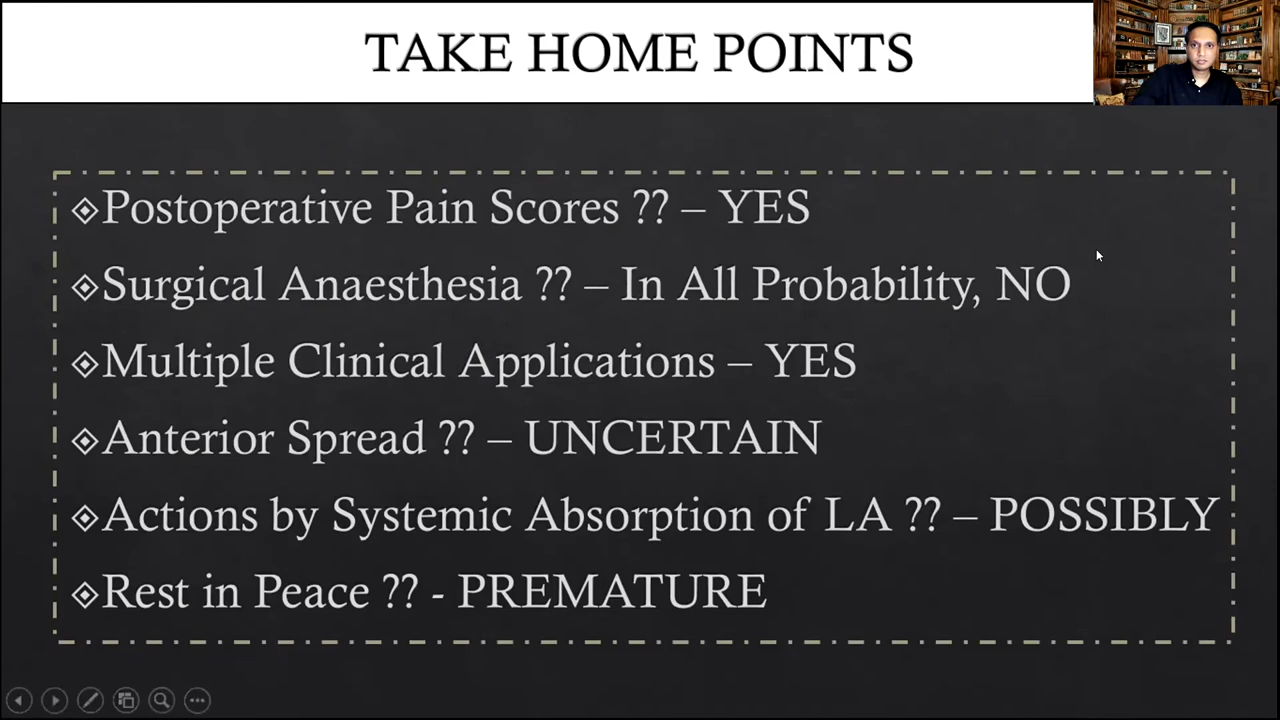 TAKE HOME POINTS
Postoperative Pain Scores ?? – YES
Surgical Anaesthesia ?? – In All Probability, NO
Multiple Clinical Applications – YES
Anterior Spread ?? – UNCERTAIN
Actions by Systemic Absorption of LA ?? – POSSIBLY
Rest in Peace ?? - PREMATURE